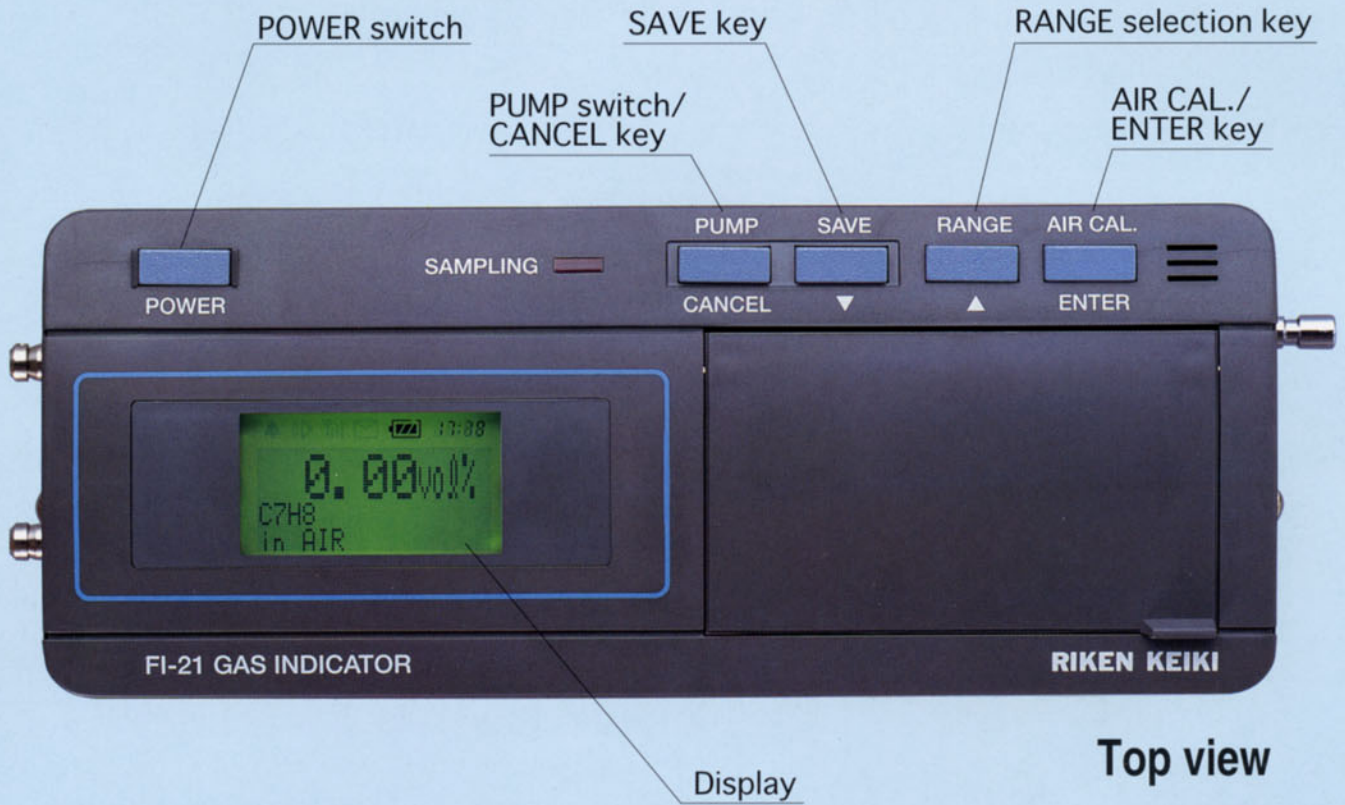 POWER switch
SAVE key
RANGE selection key
PUMP switch/
CANCEL key
AIR CAL./
ENTER key
PUMP
SAVE
RANGE
AIR CAL.
SAMPLING
POWER
CANCEL
▼
▲
ENTER
0.00vol%
C7H8
in AIR
FI-21 GAS INDICATOR
RIKEN KEIKI
Top view
Display